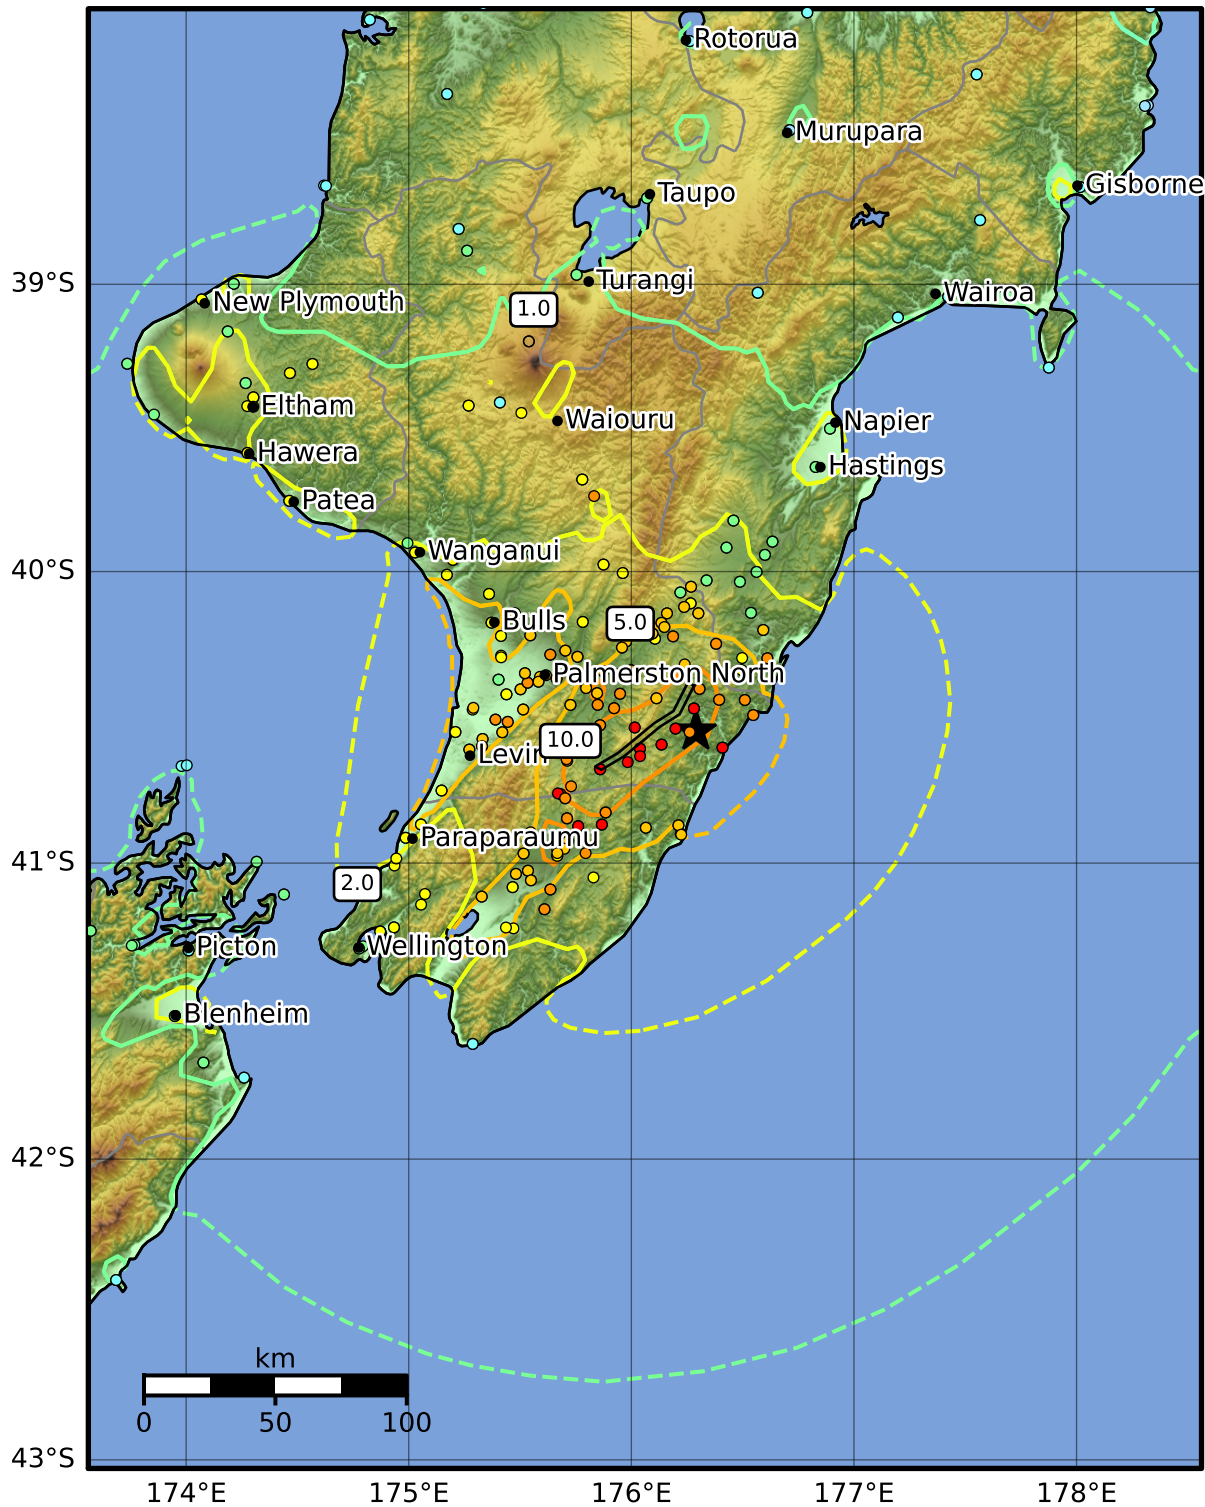 Rotorua
Murupara
Taupo
Gisborne
39°S
Turangi
Wairoa
New Plymouth
1.0
Eltham
Waiouru
Napier
Hawera
Hastings
Patea
Wanganui
40°S
Bulls
5.0
Palmerston North
10.0
Levin
Paraparaumu
41°S
2.0
Picton
Wellington
Blenheim
42°S
km
0 50 100
43°S
174°E 175°E 176°E 177°E 178°E